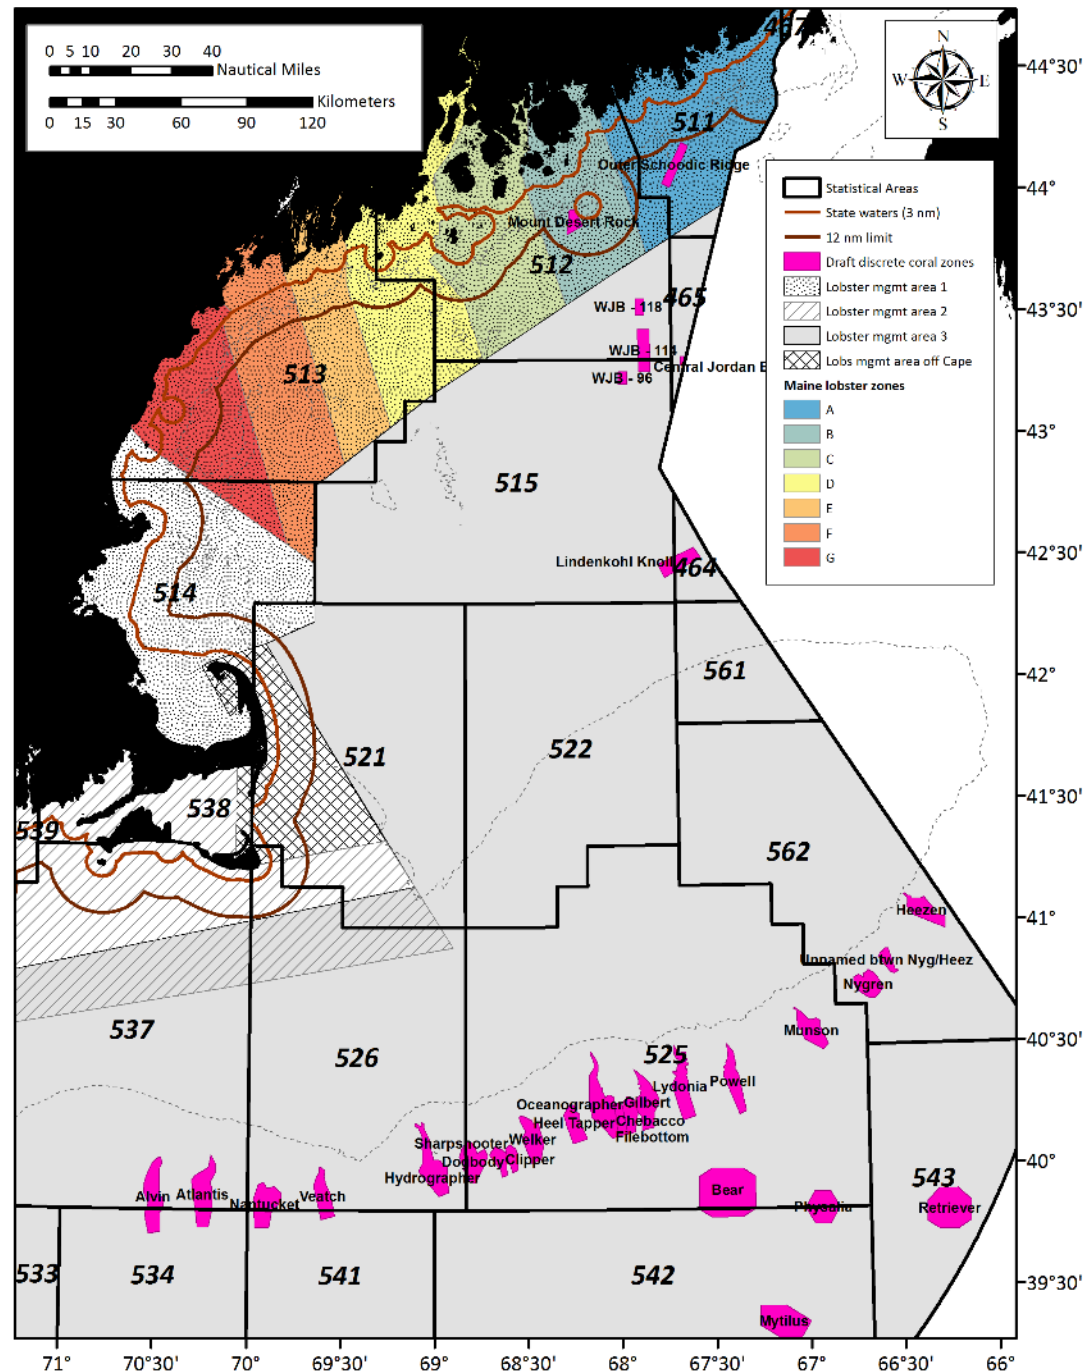 0 5 10 20 30 40
Nautical Miles
Kilometers
0 15 30 60 90 120
N
W E
S
44°30'
44°
43°30'
43°
42°30'
42°
41°30'
41°
40°30'
40°
39°30'
Statistical Areas
State waters (3 nm)
12 nm limit
Draft discrete coral zones
Lobster mgmt area 1
Lobster mgmt area 2
Lobster mgmt area 3
Lobs mgmt area off Cape
Maine lobster zones
A
B
C
D
E
F
G
467
511
Outer Schoodic Ridge
Mount Desert Rock
512
465
WJB - 118
WJB - 114
Central Jordan B
WJB - 96
513
515
Lindenkohl Knoll
464
514
561
521
522
538
539
562
Heezen
Unnamed btwn Nyg/Heez
Nygren
Munson
537
526
525
Lydonia
Powell
Oceanographer
Gilbert
Heel Tapper
Chebacco
Filebottom
Welker
Sharpshooter
Dogbody
Clipper
Hydrographer
Alvin
Atlantis
Nantucket
Veatch
Bear
Physalia
543
Retriever
533
534
541
542
Mytilus
71° 70°30' 70° 69°30' 69° 68°30' 68° 67°30' 67° 66°30' 66°